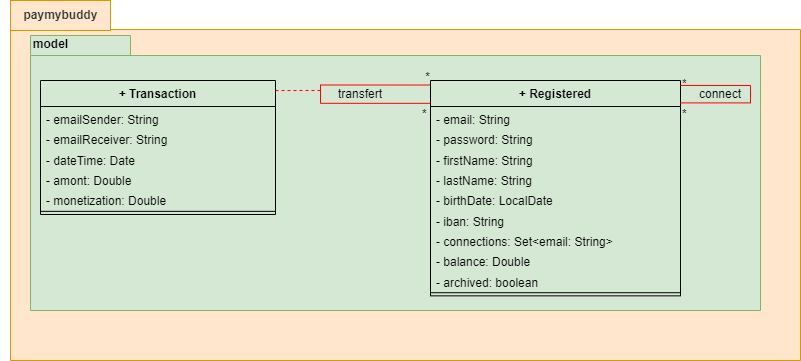 paymybuddy
model
+ Transaction
- emailSender: String
- emailReceiver: String
- dateTime: Date
- amont: Double
- monetization: Double
transfert
*
*
+ Registered
- email: String
- password: String
- firstName: String
- lastName: String
- birthDate: LocalDate
- iban: String
- connections: Set<email: String>
- balance: Double
- archived: boolean
*
connect
*